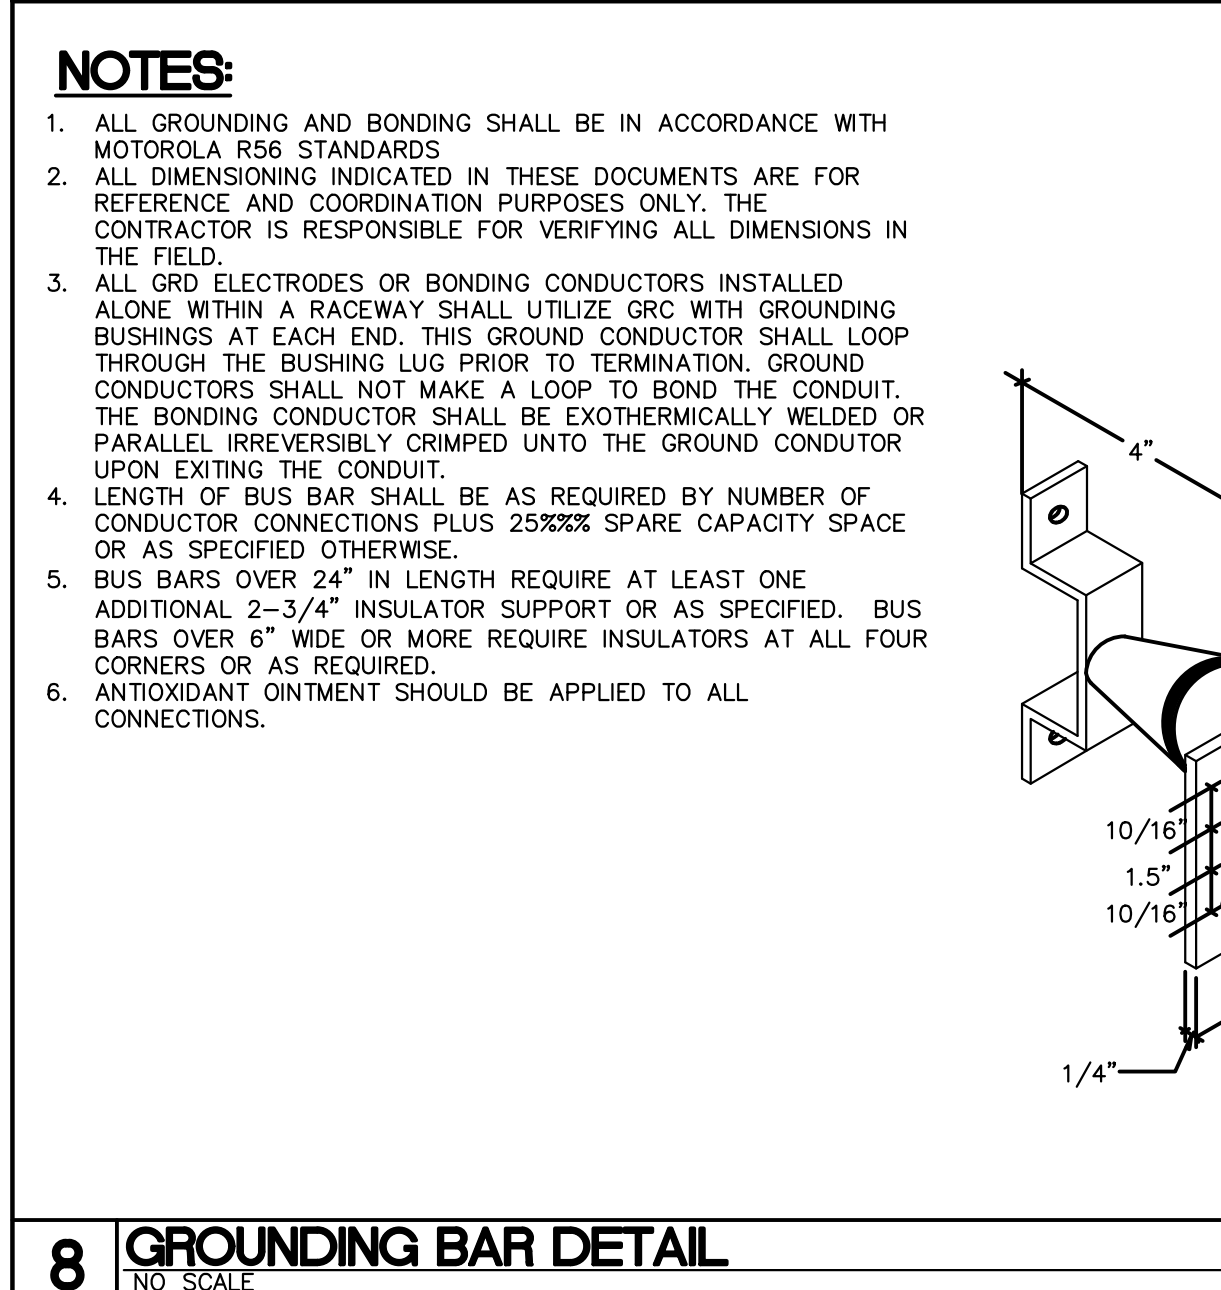 NOTES:
1. ALL GROUNDING AND BONDING SHALL BE IN ACCORDANCE WITH
MOTOROLA R56 STANDARDS
2. ALL DIMENSIONING INDICATED IN THESE DOCUMENTS ARE FOR
REFERENCE AND COORDINATION PURPOSES ONLY. THE
CONTRACTOR IS RESPONSIBLE FOR VERIFYING ALL DIMENSIONS IN
THE FIELD.
3. ALL GRD ELECTRODES OR BONDING CONDUCTORS INSTALLED
ALONE WITHIN A RACEWAY SHALL UTILIZE GRC WITH GROUNDING
BUSHINGS AT EACH END. THIS GROUND CONDUCTOR SHALL LOOP
THROUGH THE BUSHING LUG PRIOR TO TERMINATION. GROUND
CONDUCTORS SHALL NOT MAKE A LOOP TO BOND THE CONDUIT.
THE BONDING CONDUCTOR SHALL BE EXOTHERMICALLY WELDED OR
PARALLEL IRREVERSIBLY CRIMPED UNTO THE GROUND CONDUTOR
UPON EXITING THE CONDUIT.
4. LENGTH OF BUS BAR SHALL BE AS REQUIRED BY NUMBER OF
CONDUCTOR CONNECTIONS PLUS 25%%% SPARE CAPACITY SPACE
OR AS SPECIFIED OTHERWISE.
5. BUS BARS OVER 24" IN LENGTH REQUIRE AT LEAST ONE
ADDITIONAL 2-3/4" INSULATOR SUPPORT OR AS SPECIFIED. BUS
BARS OVER 6" WIDE OR MORE REQUIRE INSULATORS AT ALL FOUR
CORNERS OR AS REQUIRED.
6. ANTIOXIDANT OINTMENT SHOULD BE APPLIED TO ALL
CONNECTIONS.
4"
10/16"
1.5"
10/16"
1/4"
8 GROUNDING BAR DETAIL
NO SCALE